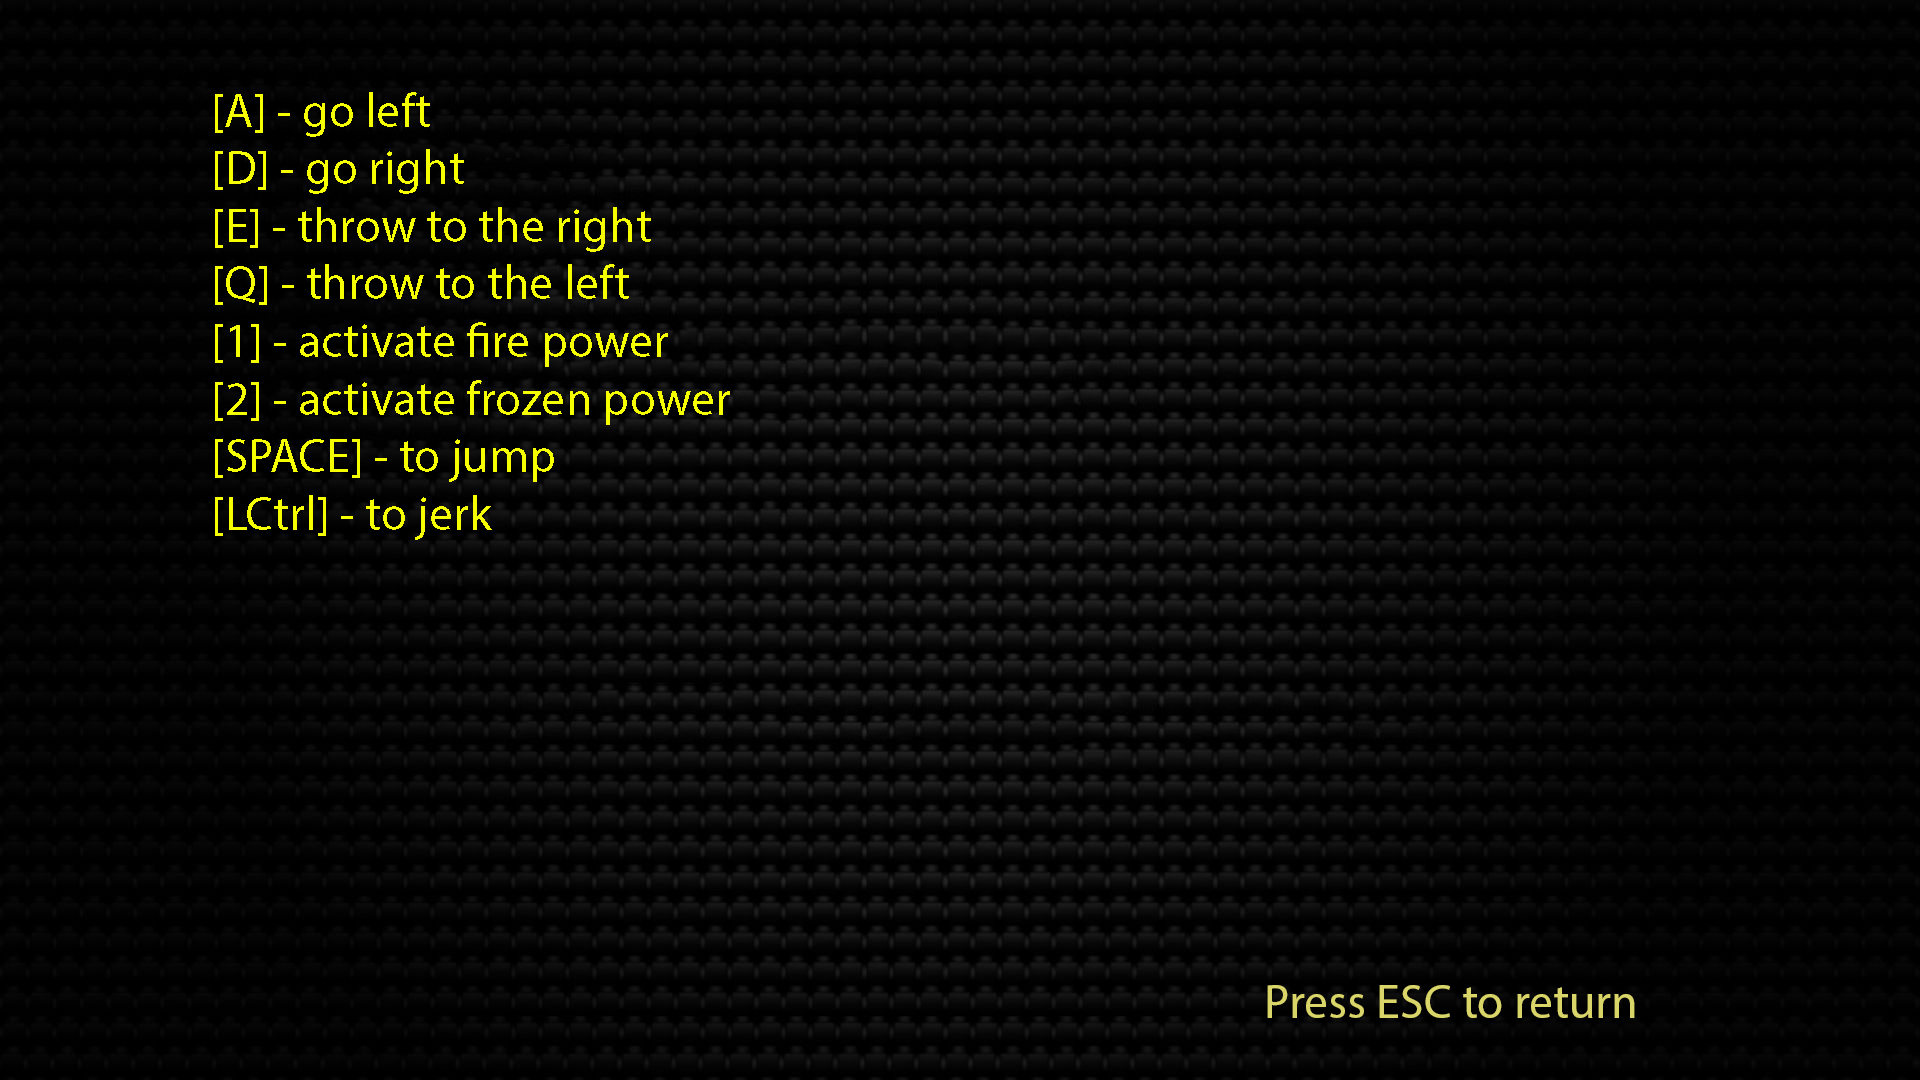 [A] - go left
[D] - go right
[E] - throw to the right
[Q] - throw to the left
[1] - activate fire power
[2] - activate frozen power
[SPACE] - to jump
[LCtrl] - to jerk
Press ESC to return